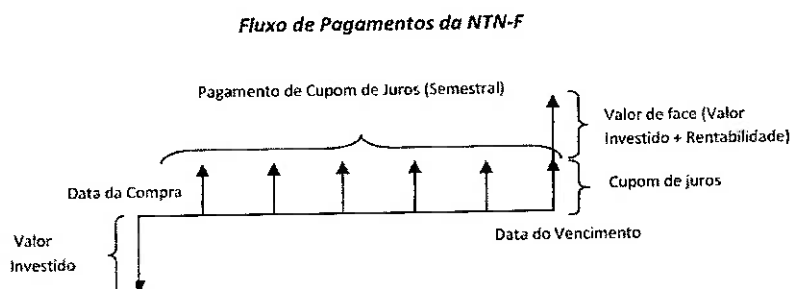 Fluxo de Pagamentos da NTN-F
Pagamento de Cupom de Juros (Semestral)
Valor de face (Valor
Investido + Rentabilidade)
Cupom de juros
Data da Compra
Data do Vencimento
Valor
Investido